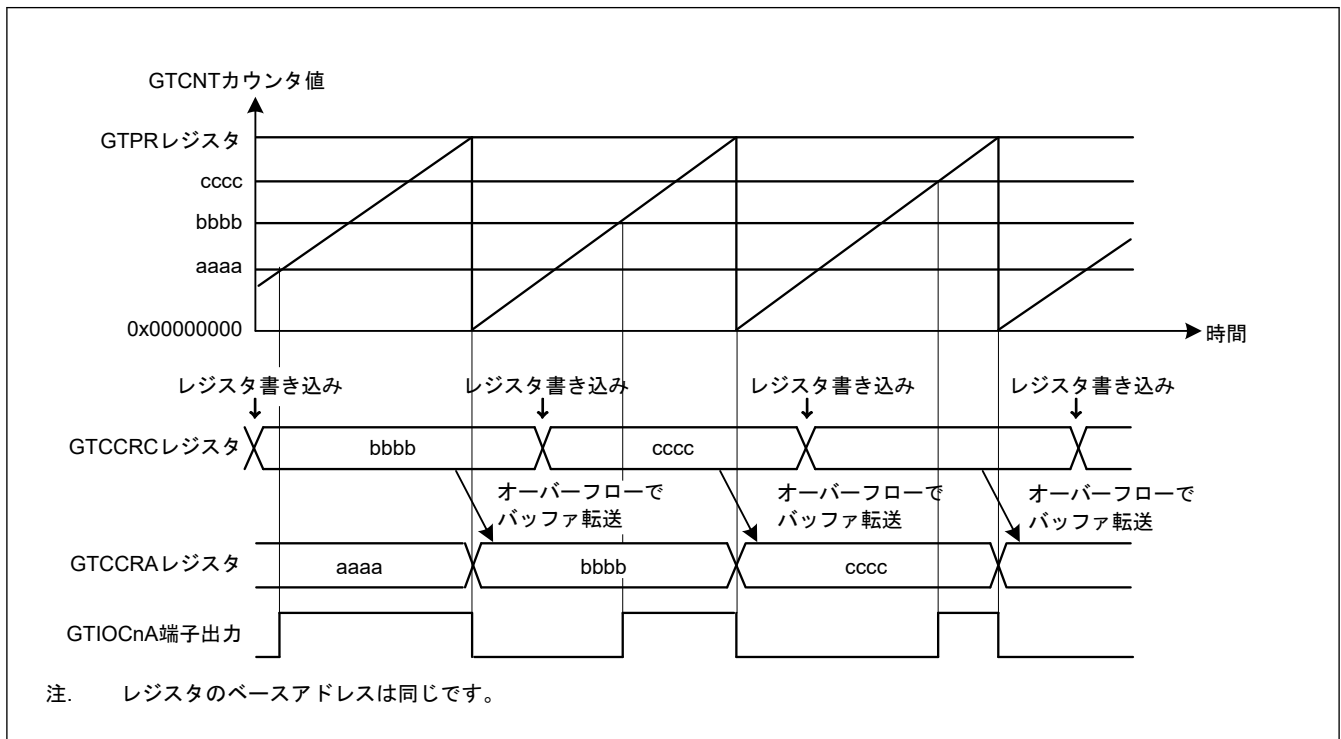 GTCNTカウンタ値
GTPRレジスタ
cccc
bbbb
aaaa
0x00000000
時間
レジスタ書き込み レジスタ書き込み レジスタ書き込み レジスタ書き込み
GTCCRCレジスタ bbbb cccc
オーバーフローで オーバーフローで オーバーフローで
バッファ転送 バッファ転送 バッファ転送
GTCCRAレジスタ aaaa bbbb cccc
GTIOCnA端子出力
注. レジスタのベースアドレスは同じです。